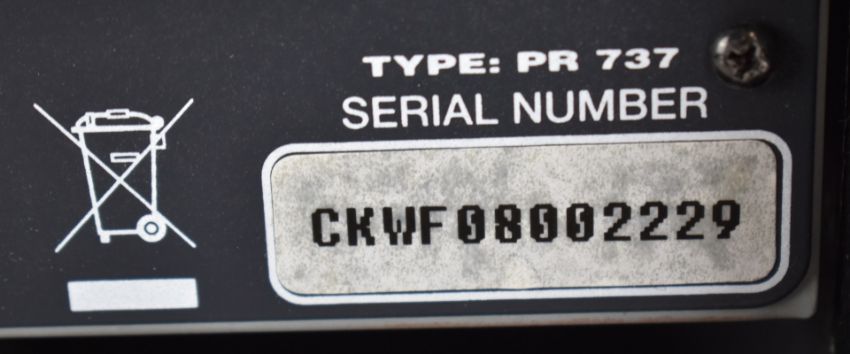 TYPE: PR 737
SERIAL NUMBER
CKWF08002229